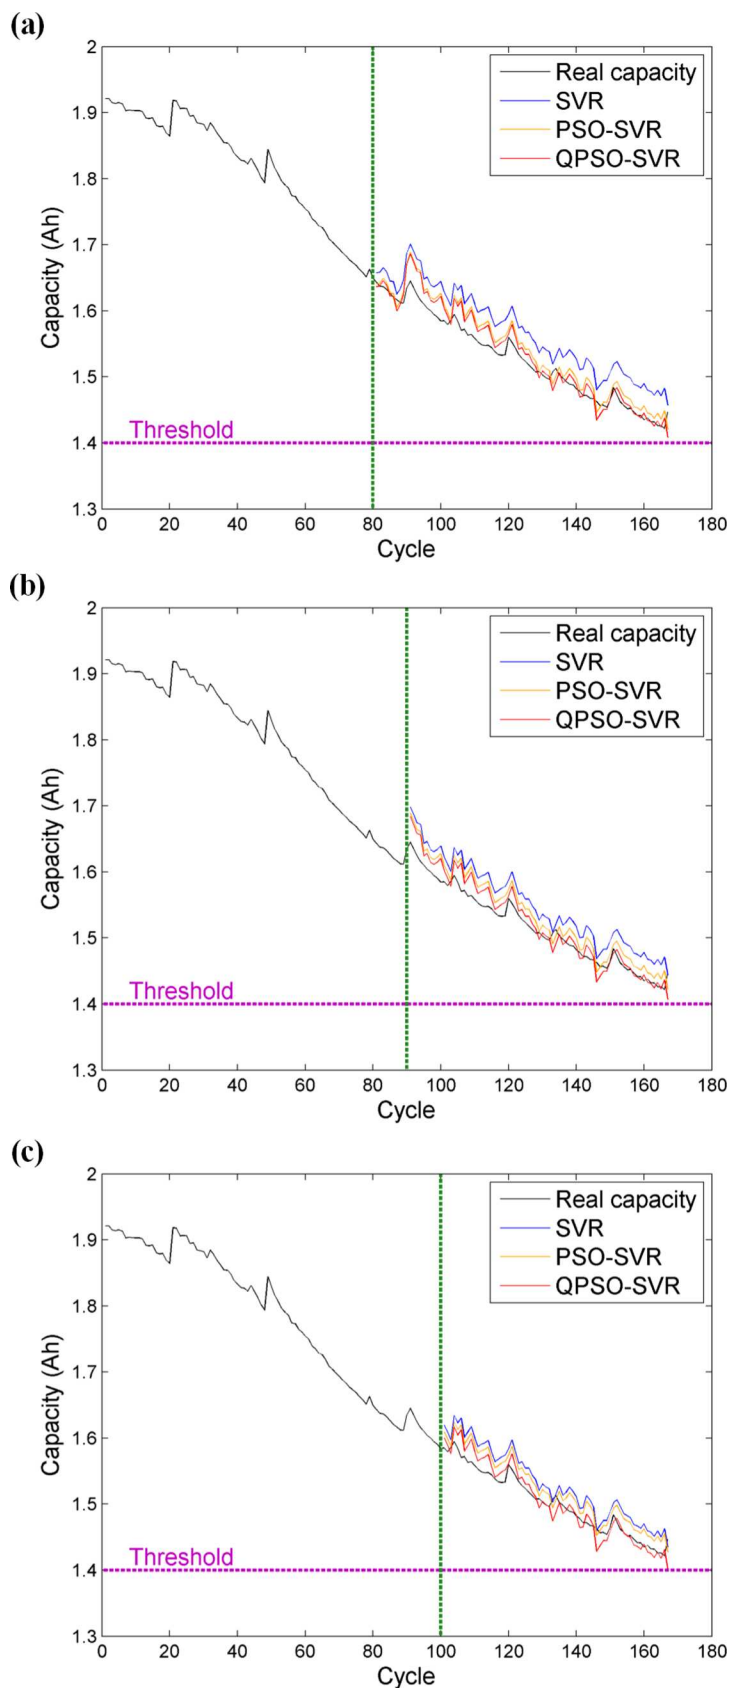 (a)
2
1.9
1.8
1.7
1.6
1.5
1.4
1.3
Capacity (Ah)
Real capacity
SVR
PSO-SVR
QPSO-SVR
Threshold
0 20 40 60 80 100 120 140 160 180
Cycle
(b)
2
1.9
1.8
1.7
1.6
1.5
1.4
1.3
Capacity (Ah)
Real capacity
SVR
PSO-SVR
QPSO-SVR
Threshold
0 20 40 60 80 100 120 140 160 180
Cycle
(c)
2
1.9
1.8
1.7
1.6
1.5
1.4
1.3
Capacity (Ah)
Real capacity
SVR
PSO-SVR
QPSO-SVR
Threshold
0 20 40 60 80 100 120 140 160 180
Cycle